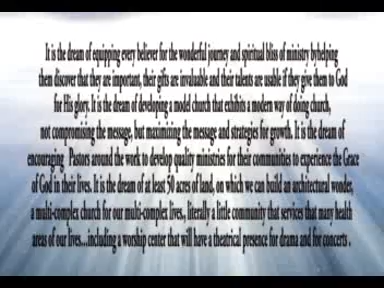 It is the dream of equipping every believer for the wonderful journey and spiritual bliss of ministry byhelping
them discover that they are important, their gifts are invaluable and their talents are usable if they give them to God
for His glory. It is the dream of developing a model church that exhibits a modern way of doing church,
not compromising the message, but maximizing the message and strategies for growth. It is the dream of
encouraging Pastors around the work to develop quality ministries for their communities to experience the Grace
of God in their lives. It is the dream of at least 50 acres of land, on which we can build an architectural wonder,
a multi-complex church for our multi-complex lives,, literally a little community that services that many health
areas of our lives...including a worship center that will have a theatrical presence for drama and for concerts .